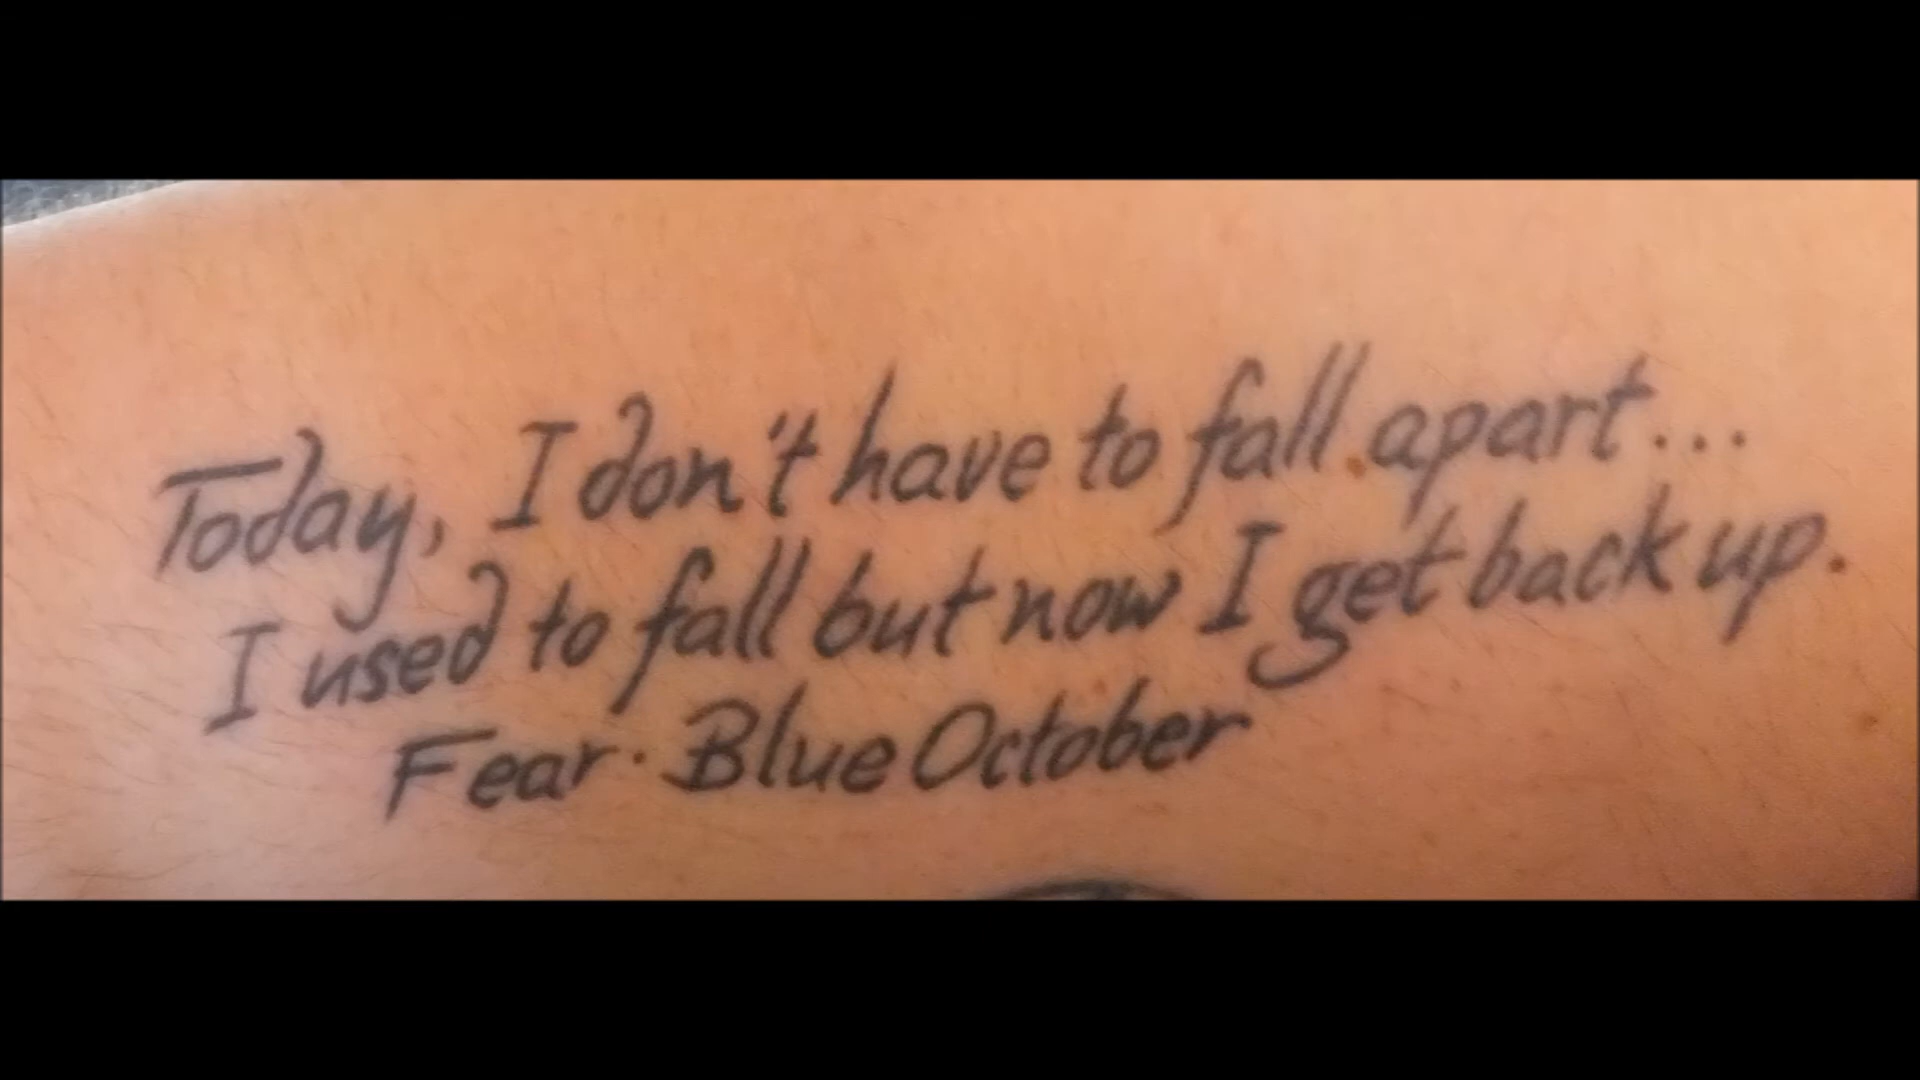 Today, I don't have to fall apart...
I used to fall but now I get back up.
Fear · Blue October